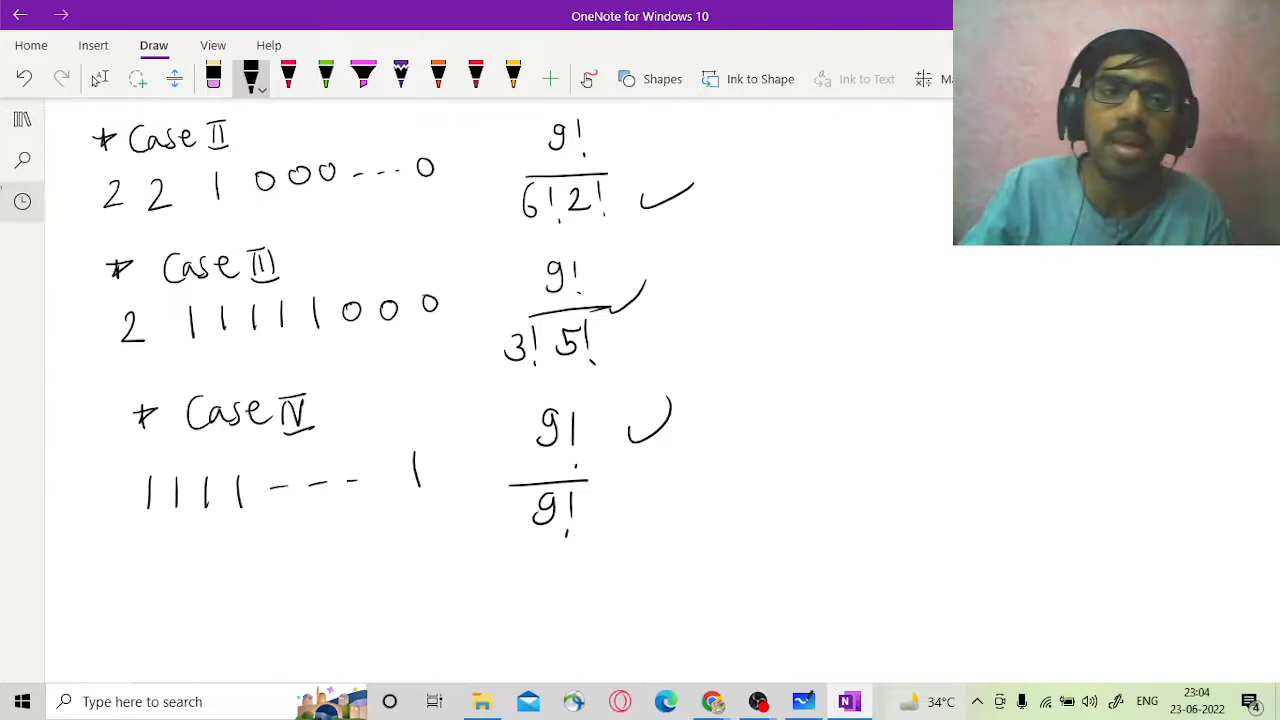 OneNote for Windows 10
Home Insert Draw View Help
Shapes Ink to Shape Ink to Text Ma
* Case II
2 2 1 0 0 0 - - - 0
9!
6! 2!
* Case III
2 1 1 1 1 1 0 0 0
9!
3! 5!
* Case IV
1 1 1 1 - - - 1
9!
9!
Type here to search
34°C
23:04
23-06-2022
4